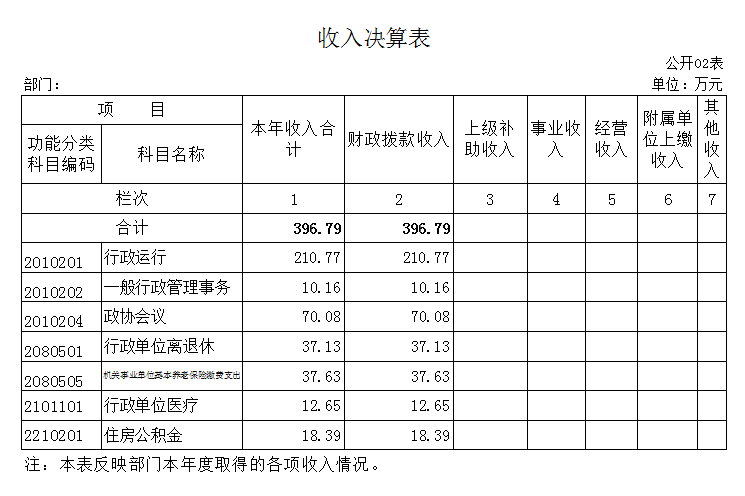 收入决算表
公开02表
部门: 单位: 万元
项 目 本年收入合计 财政拨款收入 上级补助收入 事业收入 经营收入 附属单位上缴收入 其他收入
功能分类科目编码 科目名称
栏次 1 2 3 4 5 6 7
合计 396.79 396.79
2010201 行政运行 210.77 210.77
2010202 一般行政管理事务 10.16 10.16
2010204 政协会议 70.08 70.08
2080501 行政单位离退休 37.13 37.13
2080505 机关事业单位基本养老保险缴费支出 37.63 37.63
2101101 行政单位医疗 12.65 12.65
2210201 住房公积金 18.39 18.39
注: 本表反映部门本年度取得的各项收入情况。